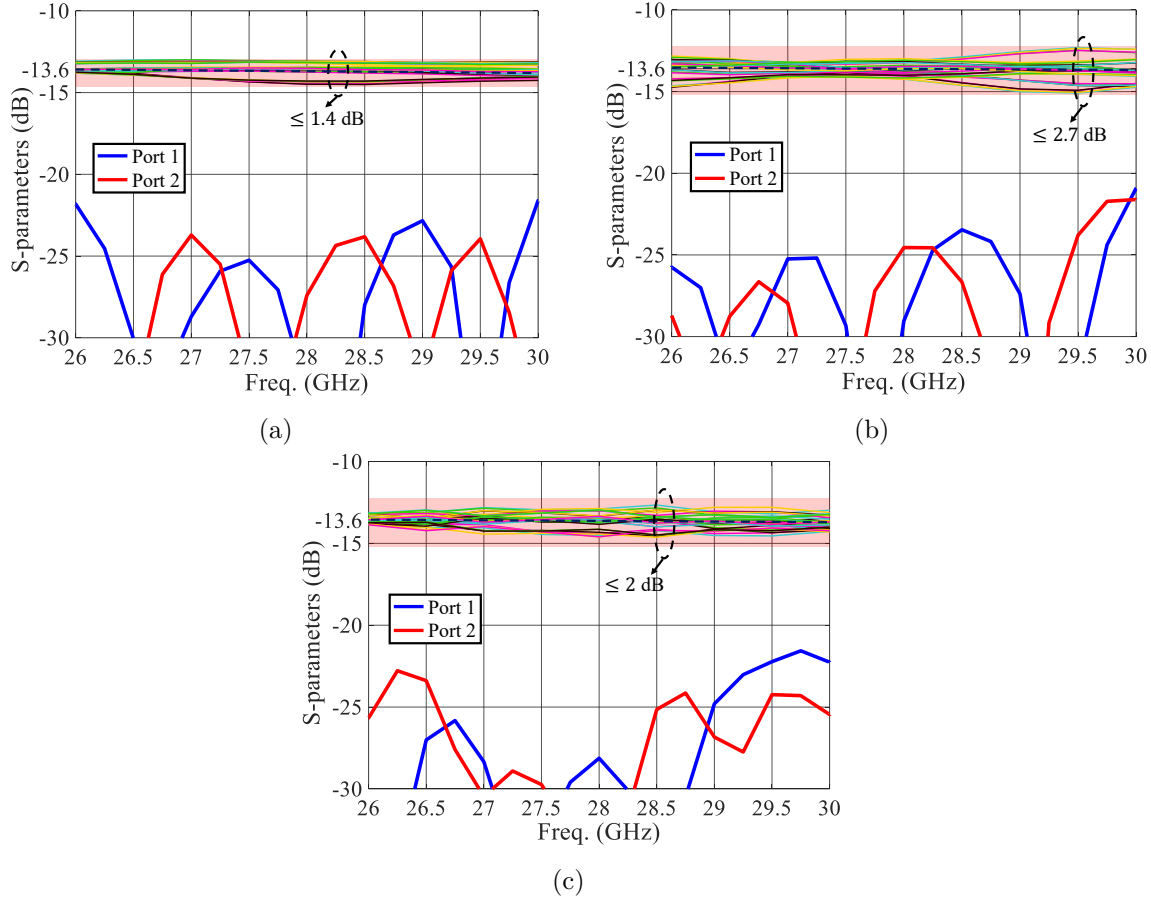 -10
-13.6
-15
-20
-25
-30
S-parameters (dB)
≤ 1.4 dB
Port 1
Port 2
26 26.5 27 27.5 28 28.5 29 29.5 30
Freq. (GHz)
(a)
-10
-13.6
-15
-20
-25
-30
S-parameters (dB)
≤ 2.7 dB
Port 1
Port 2
26 26.5 27 27.5 28 28.5 29 29.5 30
Freq. (GHz)
(b)
-10
-13.6
-15
-20
-25
-30
S-parameters (dB)
≤ 2 dB
Port 1
Port 2
26 26.5 27 27.5 28 28.5 29 29.5 30
Freq. (GHz)
(c)